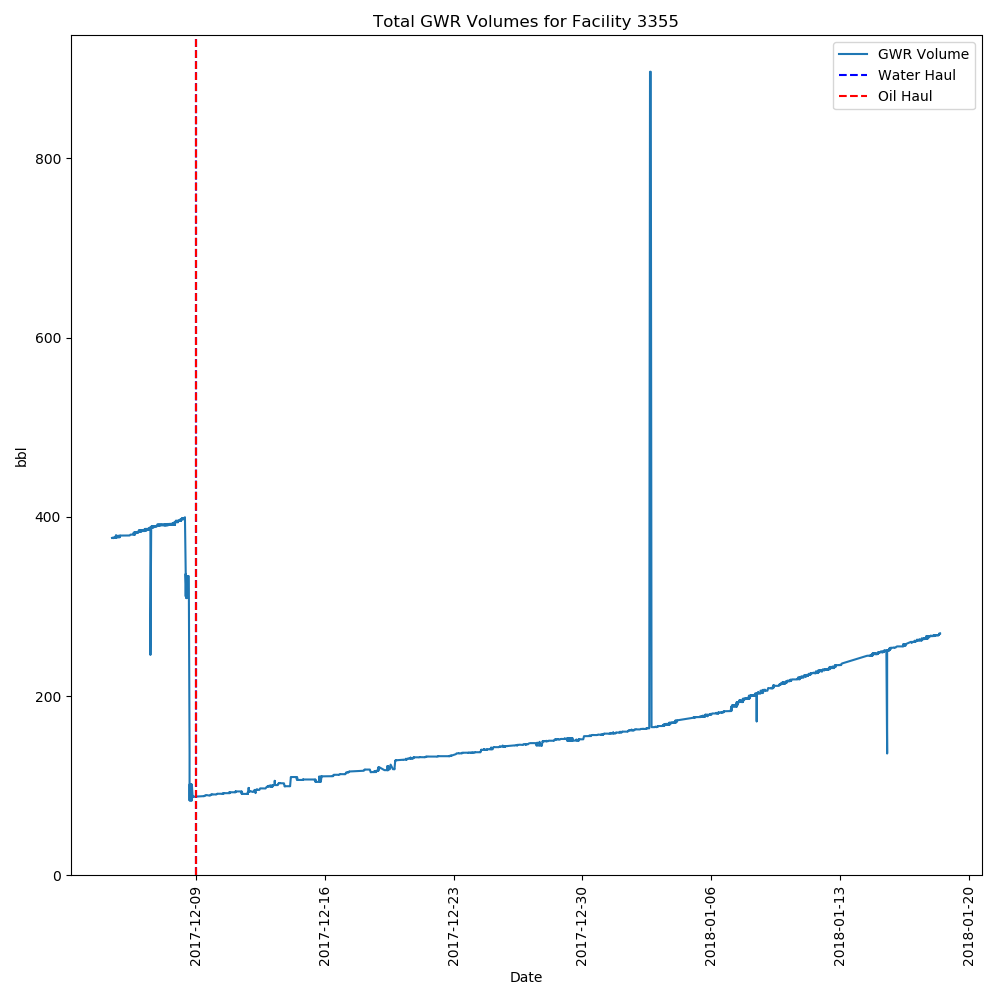 Total GWR Volumes for Facility 3355
GWR Volume
Water Haul
Oil Haul
800
600
400
200
0
bbl
2017-12-09
2017-12-16
2017-12-23
2017-12-30
2018-01-06
2018-01-13
2018-01-20
Date